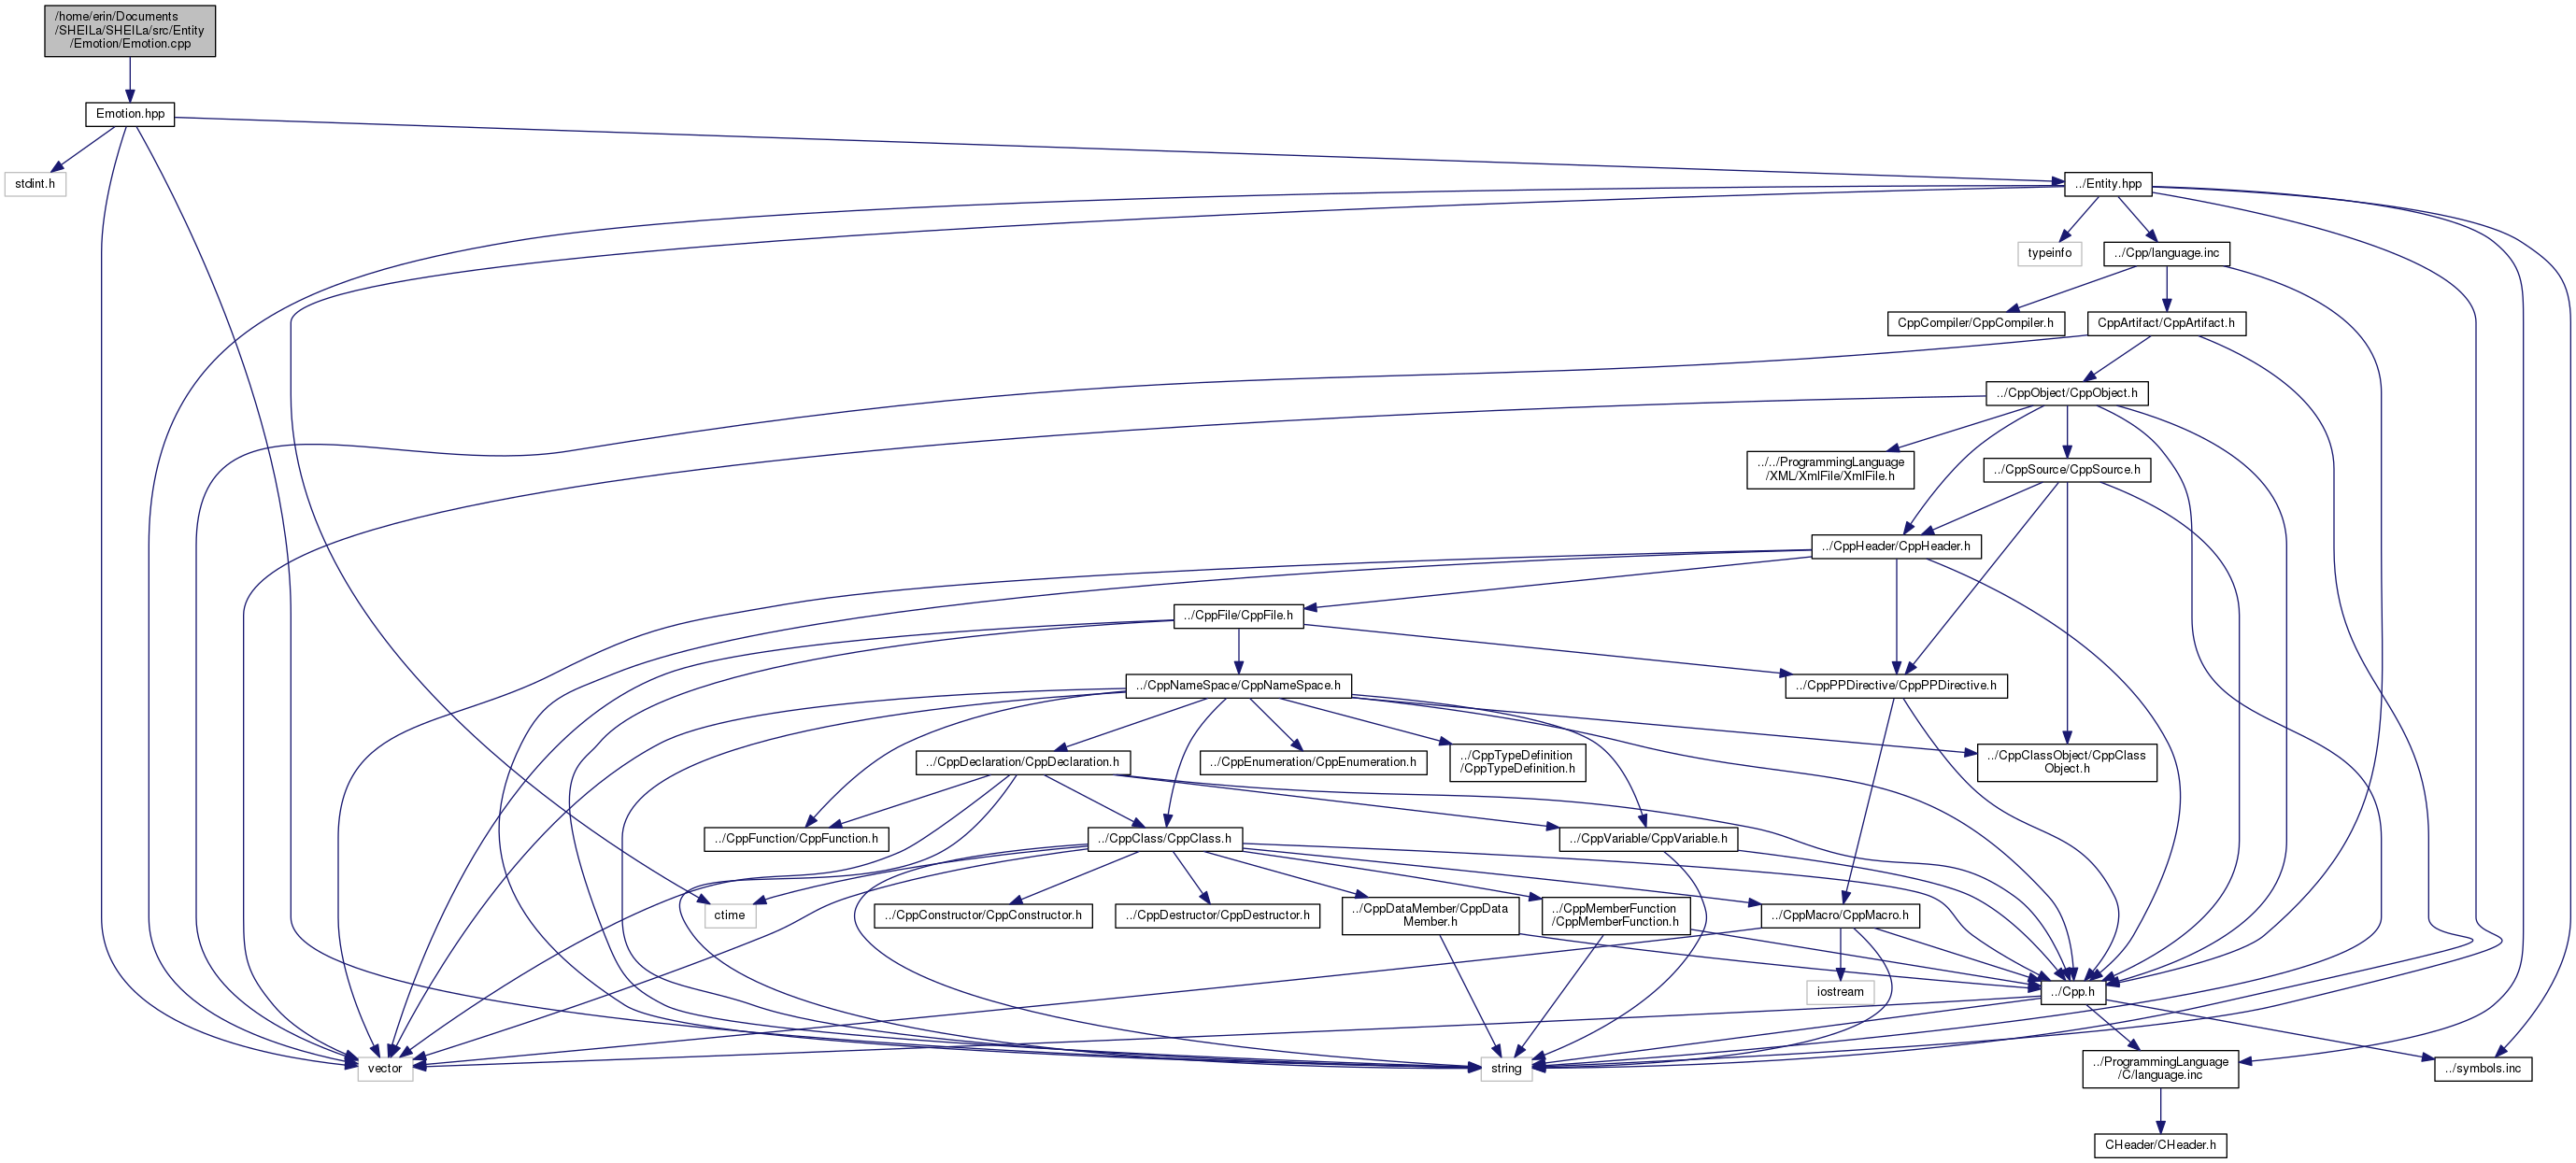 /home/erin/Documents
/SHEILa/SHEILa/src/Entity
/Emotion/Emotion.cpp
Emotion.hpp
stdint.h
../Entity.hpp
typeinfo
../Cpp/language.inc
CppCompiler/CppCompiler.h
CppArtifact/CppArtifact.h
../CppObject/CppObject.h
../../ProgrammingLanguage
/XML/XmlFile/XmlFile.h
../CppSource/CppSource.h
../CppHeader/CppHeader.h
../CppFile/CppFile.h
../CppNameSpace/CppNameSpace.h
../CppPPDirective/CppPPDirective.h
../CppDeclaration/CppDeclaration.h
../CppEnumeration/CppEnumeration.h
../CppTypeDefinition
/CppTypeDefinition.h
../CppClassObject/CppClass
Object.h
../CppFunction/CppFunction.h
../CppClass/CppClass.h
../CppVariable/CppVariable.h
ctime
../CppConstructor/CppConstructor.h
../CppDestructor/CppDestructor.h
../CppDataMember/CppData
Member.h
../CppMemberFunction
/CppMemberFunction.h
../CppMacro/CppMacro.h
iostream
../Cpp.h
vector
string
../ProgrammingLanguage
/C/language.inc
../symbols.inc
CHeader/CHeader.h